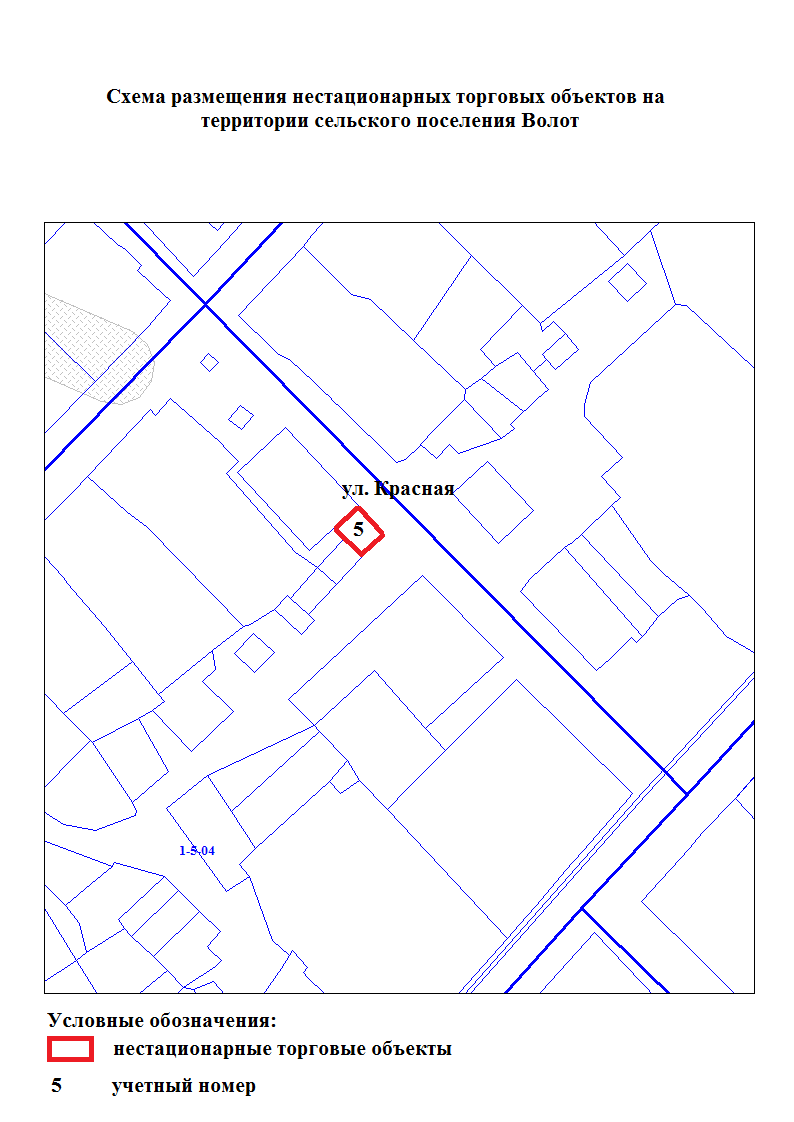 Схема размещения нестационарных торговых объектов на
территории сельского поселения Волот
ул. Красная
5
1-5-04
Условные обозначения:
нестационарные торговые объекты
5 учетный номер